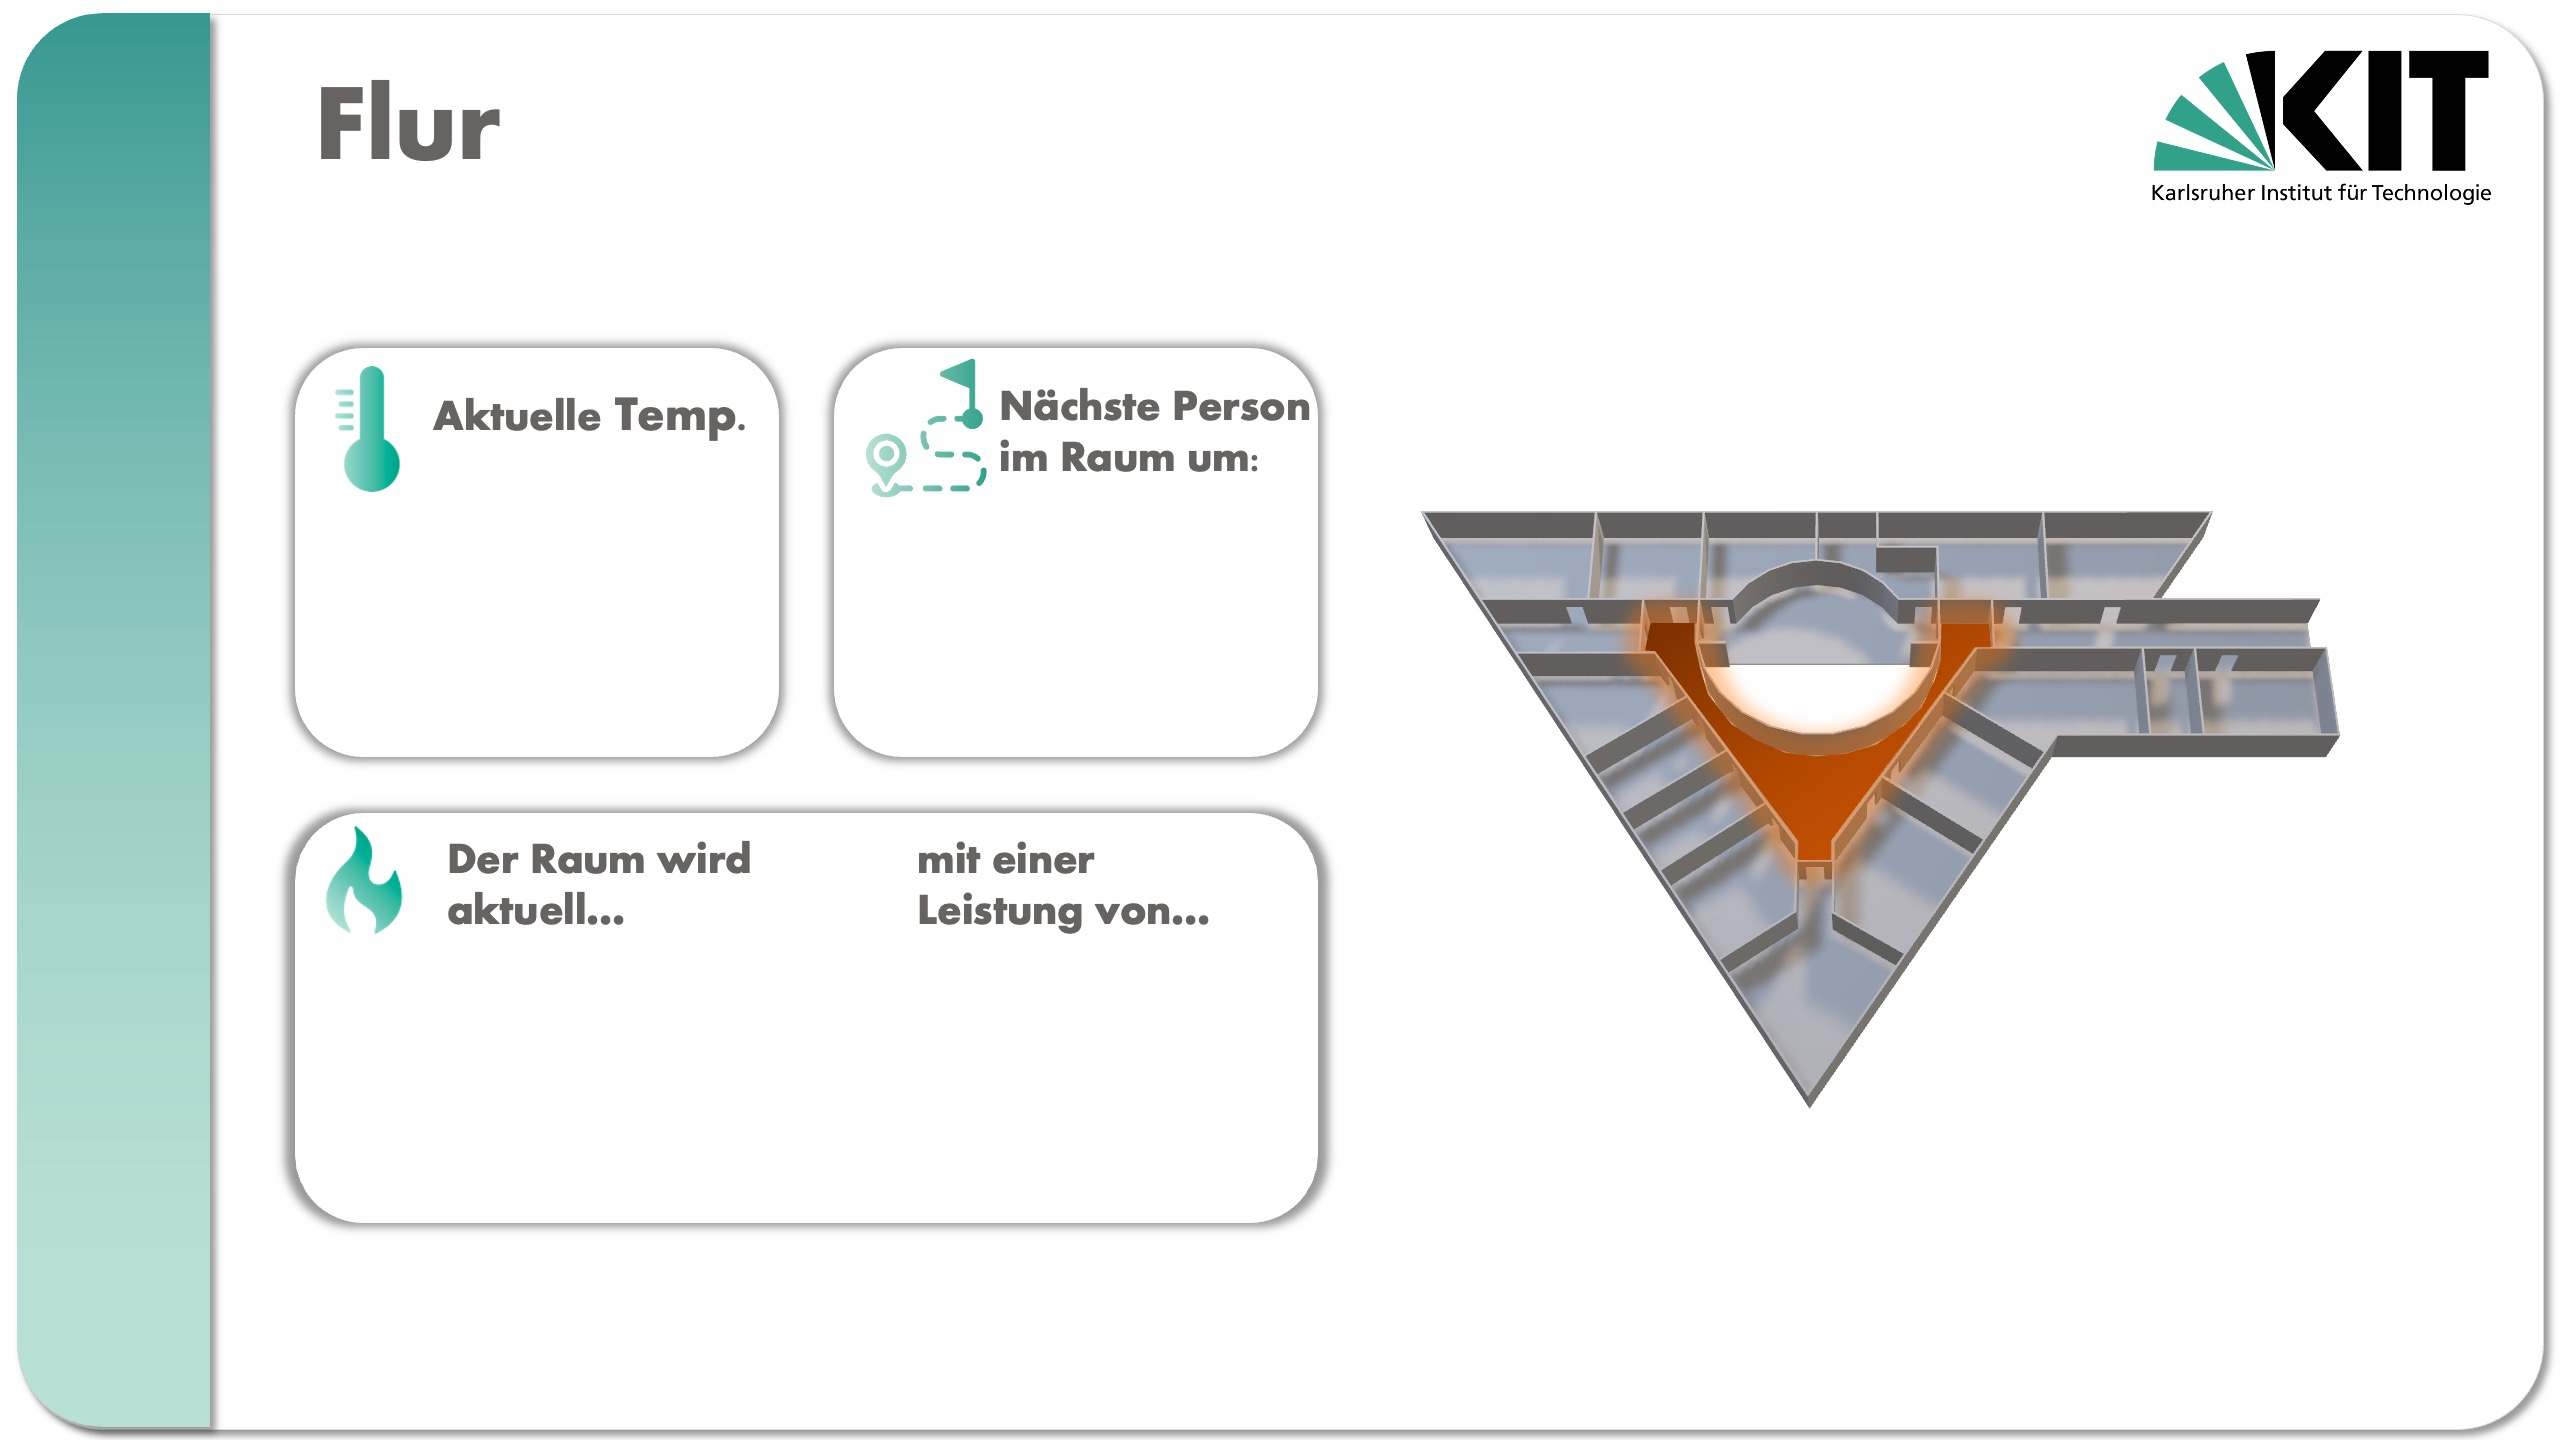 Flur
KIT
Karlsruher Institut für Technologie
Aktuelle Temp.
Nächste Person
im Raum um:
Der Raum wird
aktuell...
mit einer
Leistung von...